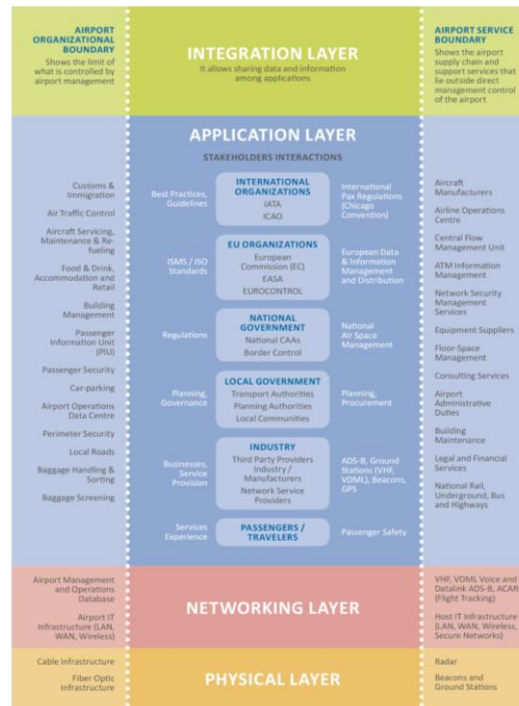 AIRPORT
ORGANIZATIONAL
BOUNDARY
Shows the limit of
what is controlled by
airport management
INTEGRATION LAYER
It allows sharing data and information
among applications
AIRPORT SERVICE
BOUNDARY
Shows the airport
supply chain and
support services that
lie outside direct
management control
of the airport
APPLICATION LAYER
STAKEHOLDERS INTERACTIONS
Customs &
Immigration
Air Traffic Control
Aircraft Servicing,
Maintenance & Re-
fueling
Food & Drink,
Accommodation and
Retail
Building
Management
Passenger
Information Unit
(PIU)
Passenger Security
Car-parking
Airport Operations
Data Centre
Perimeter Security
Local Roads
Baggage Handling &
Sorting
Baggage Screening
Best Practices,
Guidelines
INTERNATIONAL
ORGANIZATIONS
IATA
ICAO
International
Pax Regulations
(Chicago
Convention)
ISMS / ISO
Standards
EU ORGANIZATIONS
European
Commission (EC)
EASA
EUROCONTROL
European Data
& Information
Management
and Distribution
Regulations
NATIONAL
GOVERNMENT
National CAAs
Border Control
National
Air Space
Management
Planning,
Governance
LOCAL GOVERNMENT
Transport Authorities
Planning Authorities
Local Communities
Planning,
Procurement
Businesses,
Service
Provision
INDUSTRY
Third Party Providers
Industry /
Manufacturers
Network Service
Providers
ADS-B, Ground
Stations (VHF,
VDML), Beacons,
GPS
Services
Experience
PASSENGERS /
TRAVELERS
Passenger Safety
Aircraft
Manufacturers
Airline Operations
Centre
Central Flow
Management Unit
ATM Information
Management
Network Security
Management
Services
Equipment Suppliers
Floor-Space
Management
Consulting Services
Airport
Administrative
Duties
Building
Maintenance
Legal and Financial
Services
National Rail,
Underground, Bus
and Highways
Airport Management
and Operations
Database
Airport IT
Infrastructure (LAN,
WAN, Wireless)
NETWORKING LAYER
VHF, VDML Voice and
Datalink ADS-B, ACAR
(Flight Tracking)
Host IT Infrastructure
(LAN, WAN, Wireless,
Secure Networks)
Cable Infrastructure
Fiber Optic
Infrastructure
PHYSICAL LAYER
Radar
Beacons and
Ground Stations